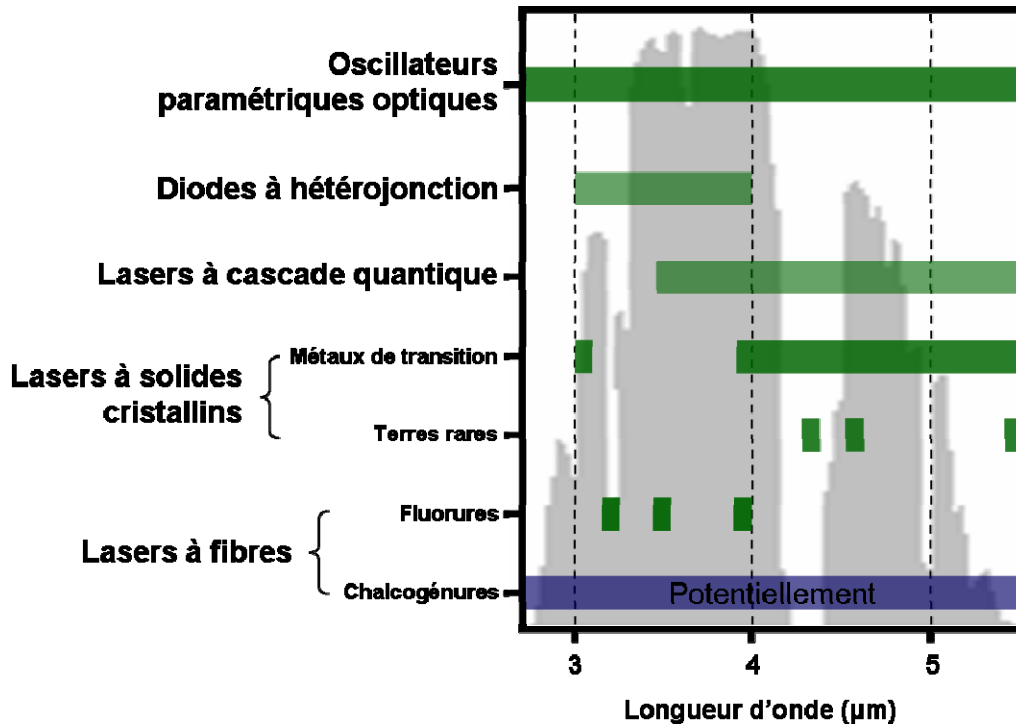 Oscillateurs
paramétriques optiques
Diodes à hétérojonction
Lasers à cascade quantique
Métaux de transition
Lasers à solides
cristallins
Terres rares
Fluorures
Lasers à fibres
Chalcogénures
Potentiellement
3
4
5
Longueur d'onde (μm)